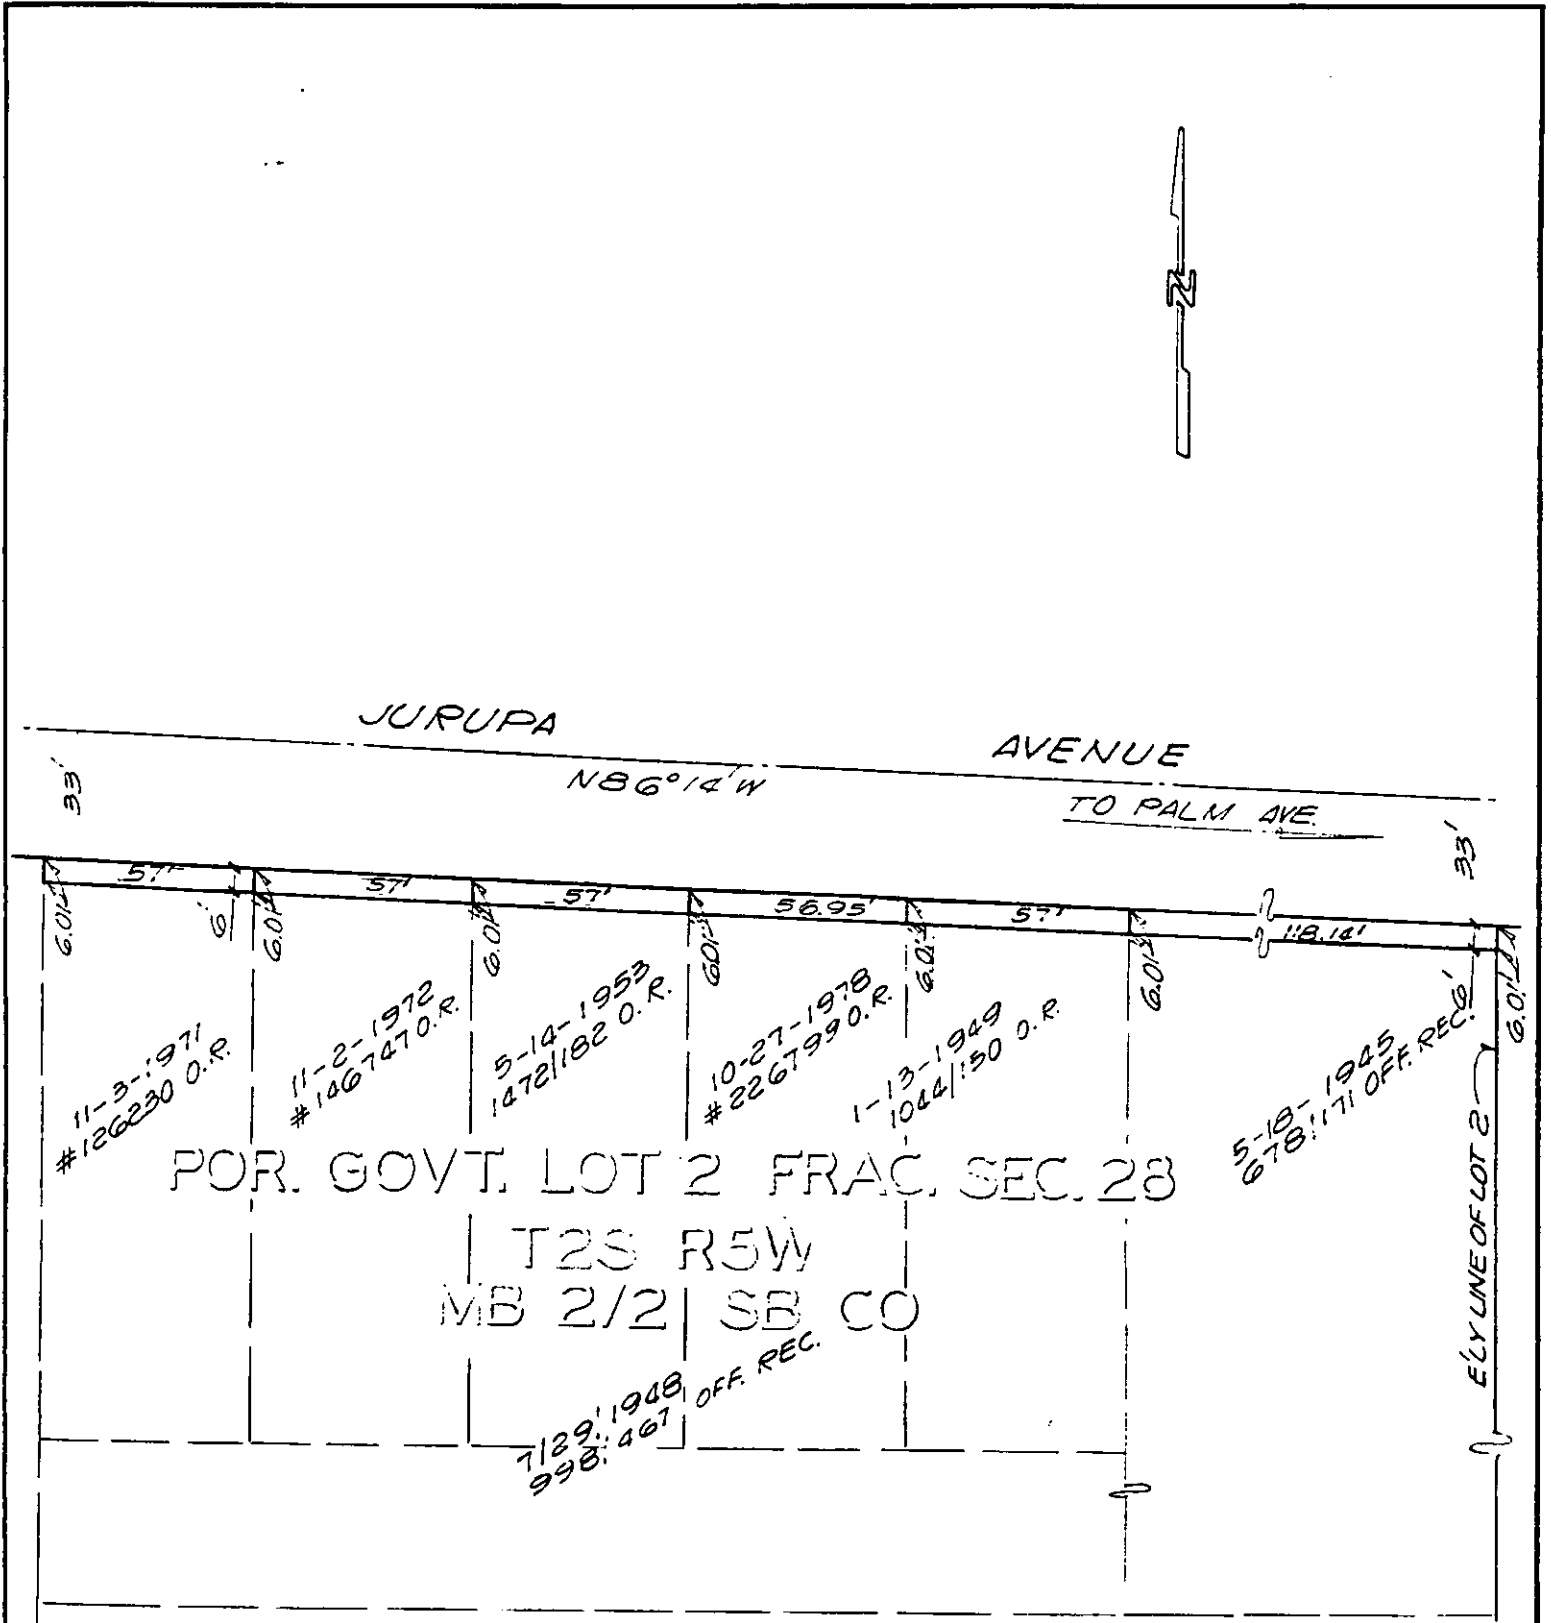 N
JURUPA AVENUE
N86°14'W
TO PALM AVE.
33'
33'
57'
57'
57'
56.95'
57'
118.14'
6.01'
6'
6.01'
6.01'
6.01'
6.01'
6.01'
6'
6.01'
11-3-1971
#126230 O.R.
11-2-1972
#146747 O.R.
5-14-1953
1472/182 O.R.
10-27-1978
#226799 O.R.
1-13-1949
1044/150 O.R.
5-18-1945
678/171 OFF. REC.
E'LY LINE OF LOT 2
POR. GOVT. LOT 2 FRAC. SEC. 28
T2S R5W
MB 2/21 SB CO
7/29/1948
998/467 OFF. REC.